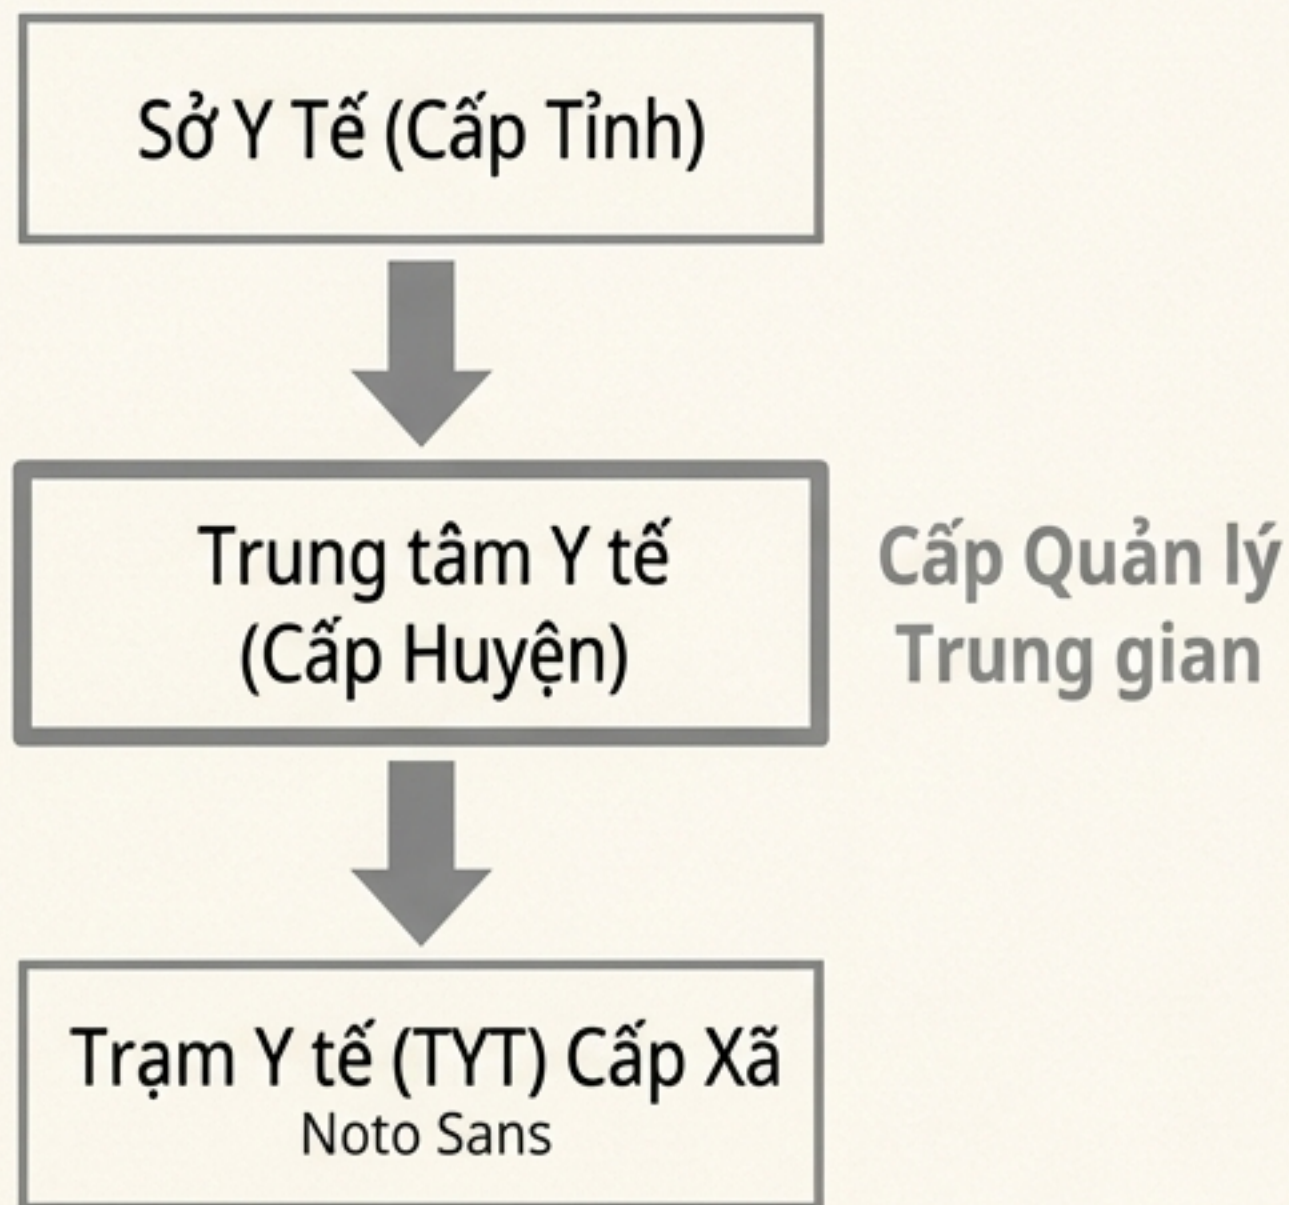 Sở Y Tế (Cấp Tỉnh)
Trung tâm Y tế
(Cấp Huyện)
Cấp Quản lý
Trung gian
Trạm Y tế (TYT) Cấp Xã
Noto Sans